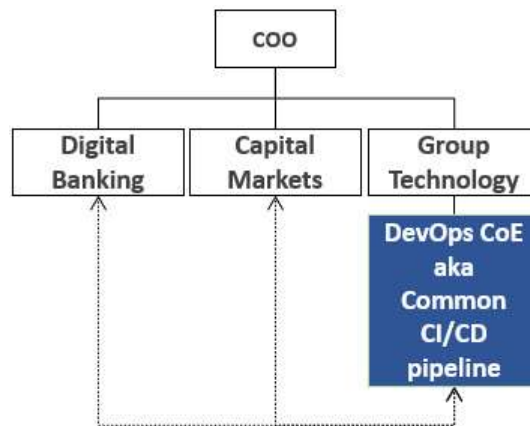 COO
Digital
Banking
Capital
Markets
Group
Technology
DevOps CoE
aka
Common
CI/CD
pipeline